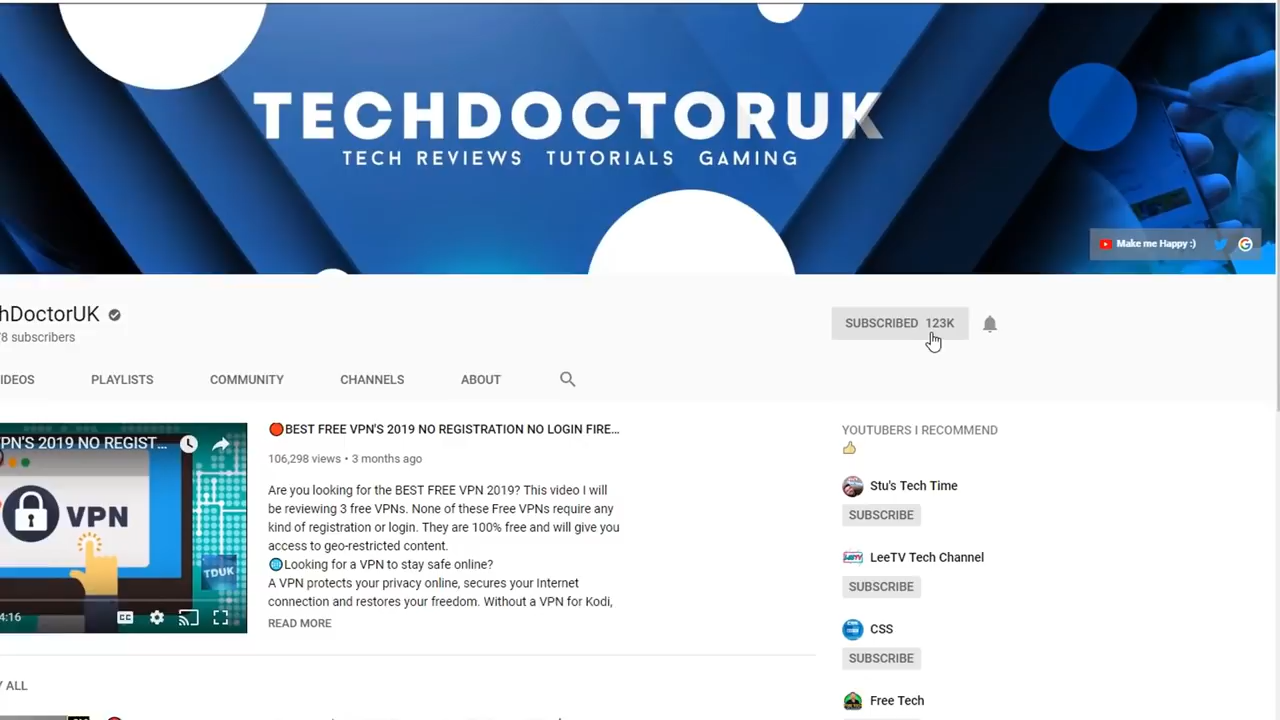 TECHDOCTORUK
TECH REVIEWS TUTORIALS GAMING
Make me Happy :)
hDoctorUK
78 subscribers
SUBSCRIBED 123K
IDEOS PLAYLISTS COMMUNITY CHANNELS ABOUT
PN'S 2019 NO REGIST...
VPN
TDUK
4:16
CC
BEST FREE VPN'S 2019 NO REGISTRATION NO LOGIN FIRE...
106,298 views • 3 months ago
Are you looking for the BEST FREE VPN 2019? This video I will
be reviewing 3 free VPNs. None of these Free VPNs require any
kind of registration or login. They are 100% free and will give you
access to geo-restricted content.
Looking for a VPN to stay safe online?
A VPN protects your privacy online, secures your Internet
connection and restores your freedom. Without a VPN for Kodi,
READ MORE
YOUTUBERS I RECOMMEND
Stu's Tech Time
SUBSCRIBE
LeeTV Tech Channel
SUBSCRIBE
CSS
SUBSCRIBE
Free Tech
Y ALL